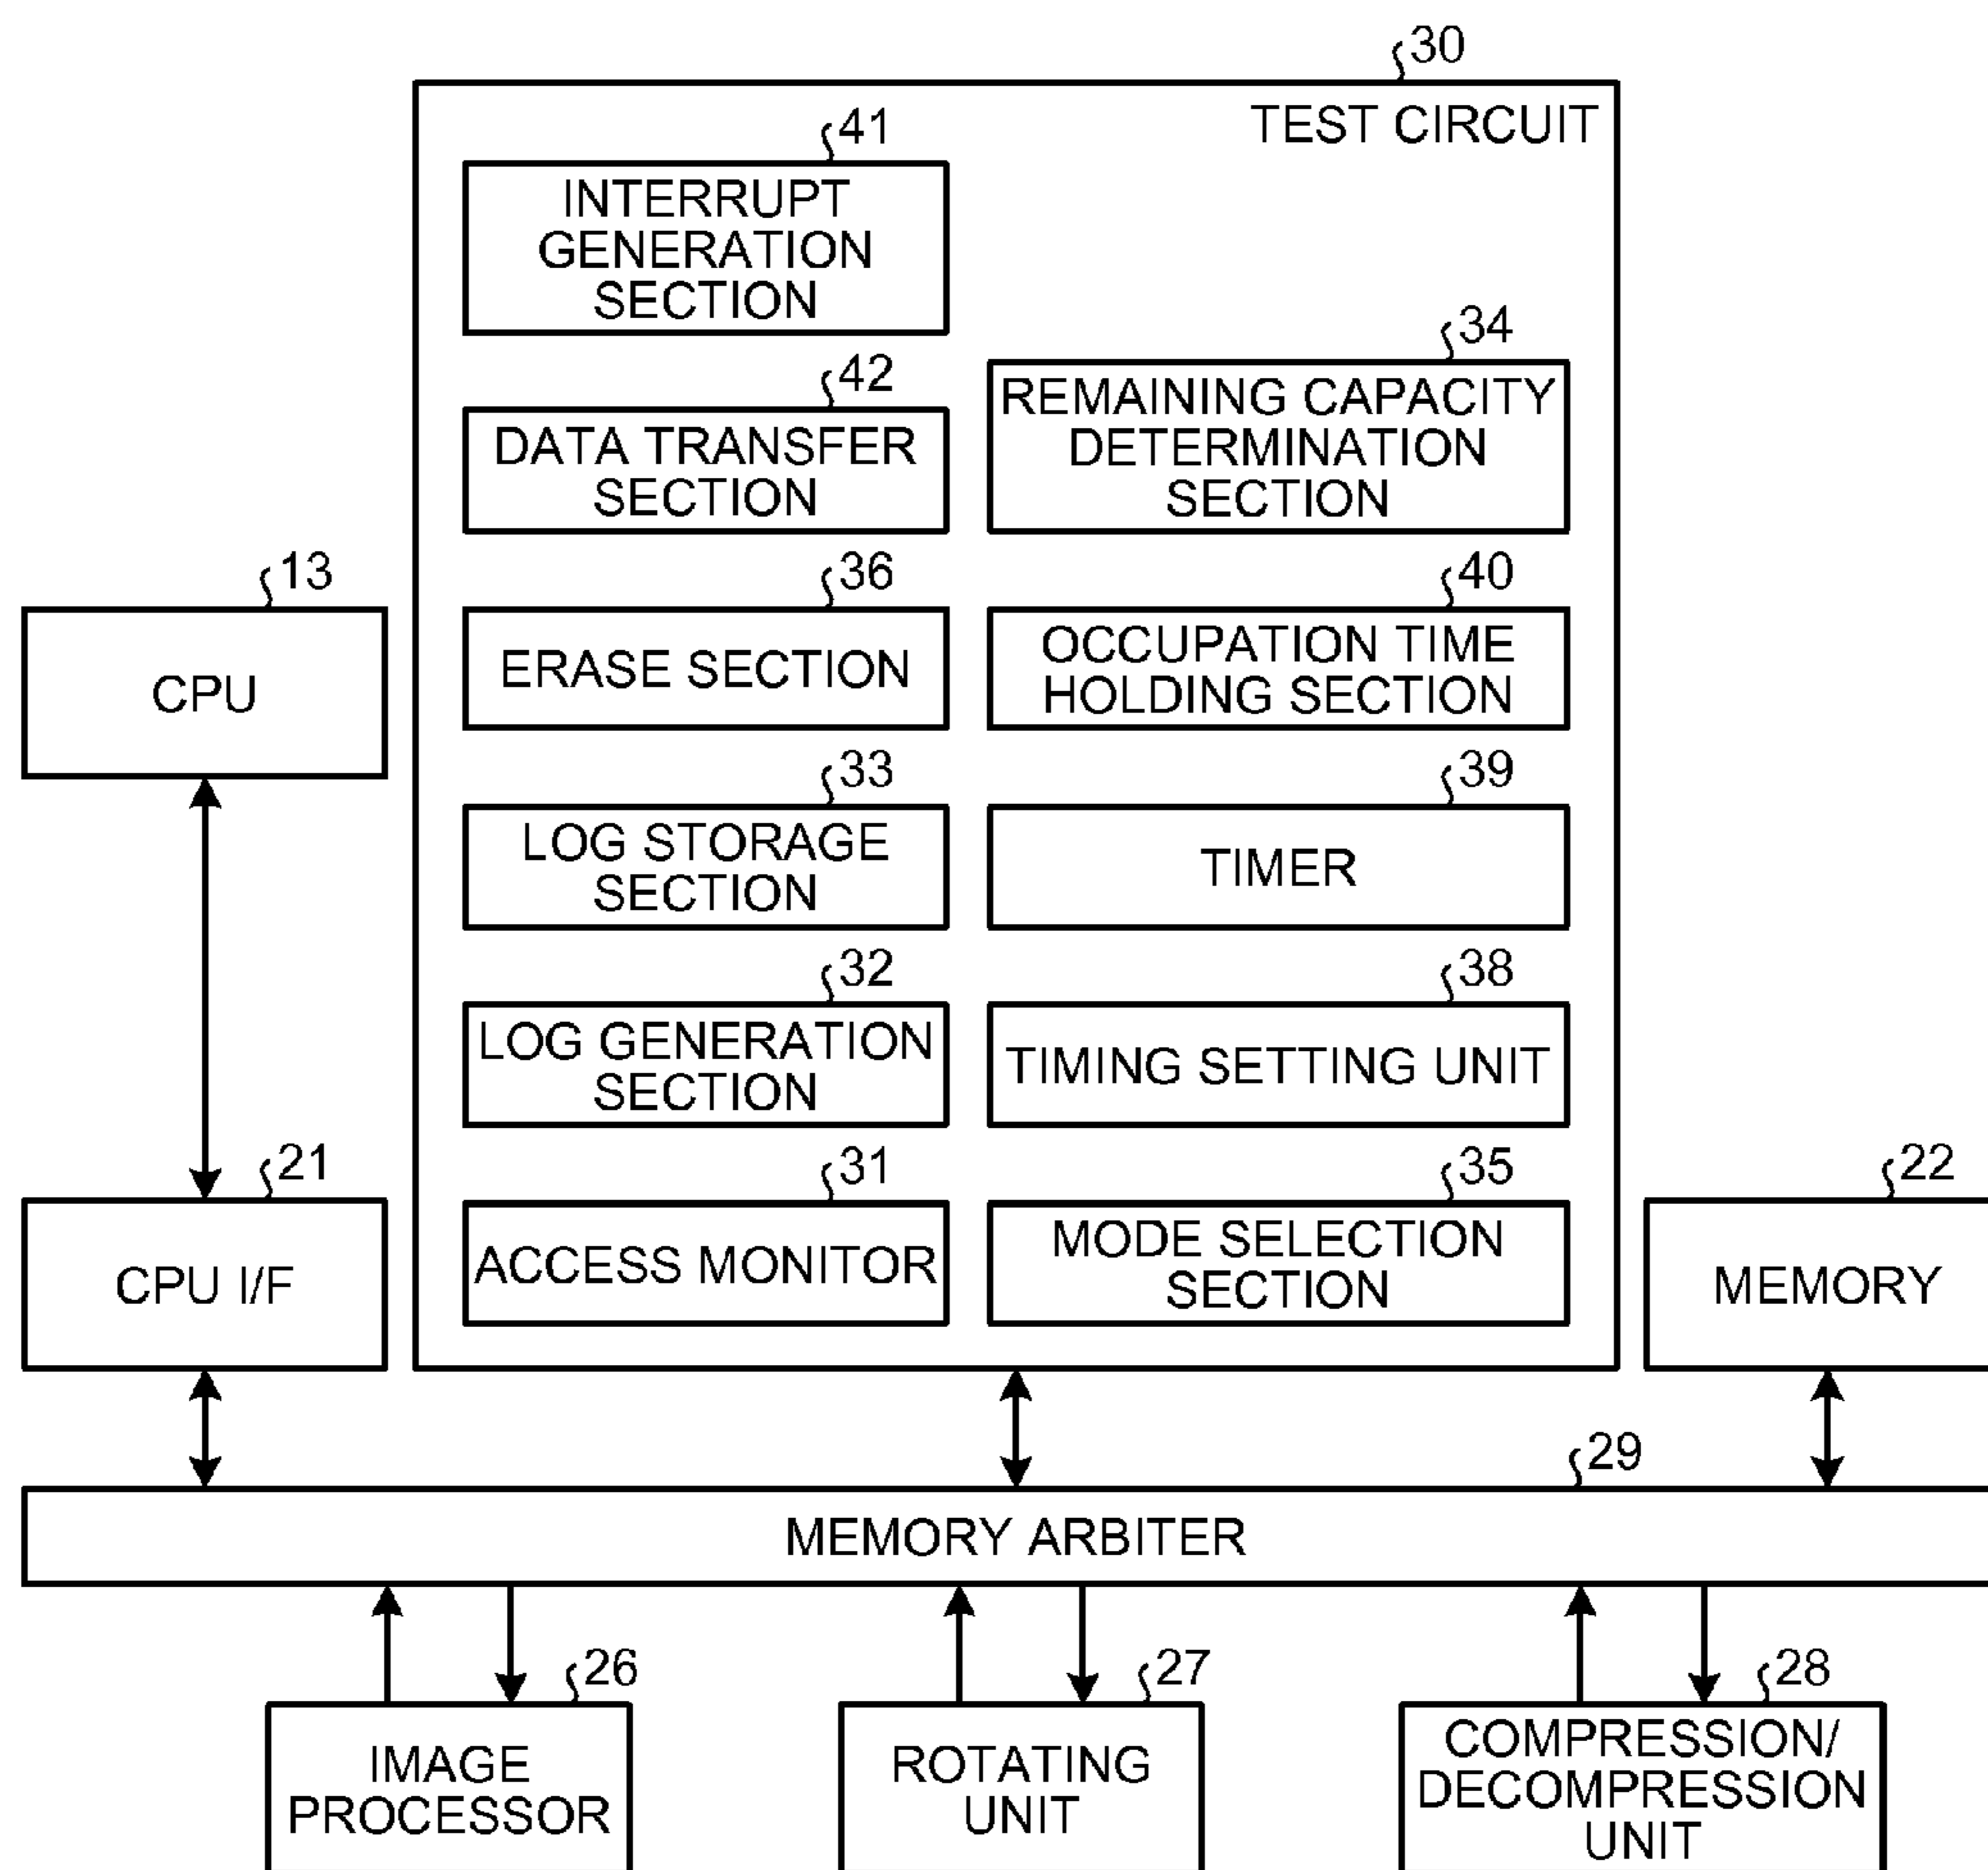 30
TEST CIRCUIT
41
INTERRUPT
GENERATION
SECTION
34
REMAINING CAPACITY
DETERMINATION
SECTION
42
DATA TRANSFER
SECTION
13
CPU
36
ERASE SECTION
40
OCCUPATION TIME
HOLDING SECTION
33
LOG STORAGE
SECTION
39
TIMER
32
LOG GENERATION
SECTION
38
TIMING SETTING UNIT
21
CPU I/F
31
ACCESS MONITOR
35
MODE SELECTION
SECTION
22
MEMORY
29
MEMORY ARBITER
26
IMAGE
PROCESSOR
27
ROTATING
UNIT
28
COMPRESSION/
DECOMPRESSION
UNIT